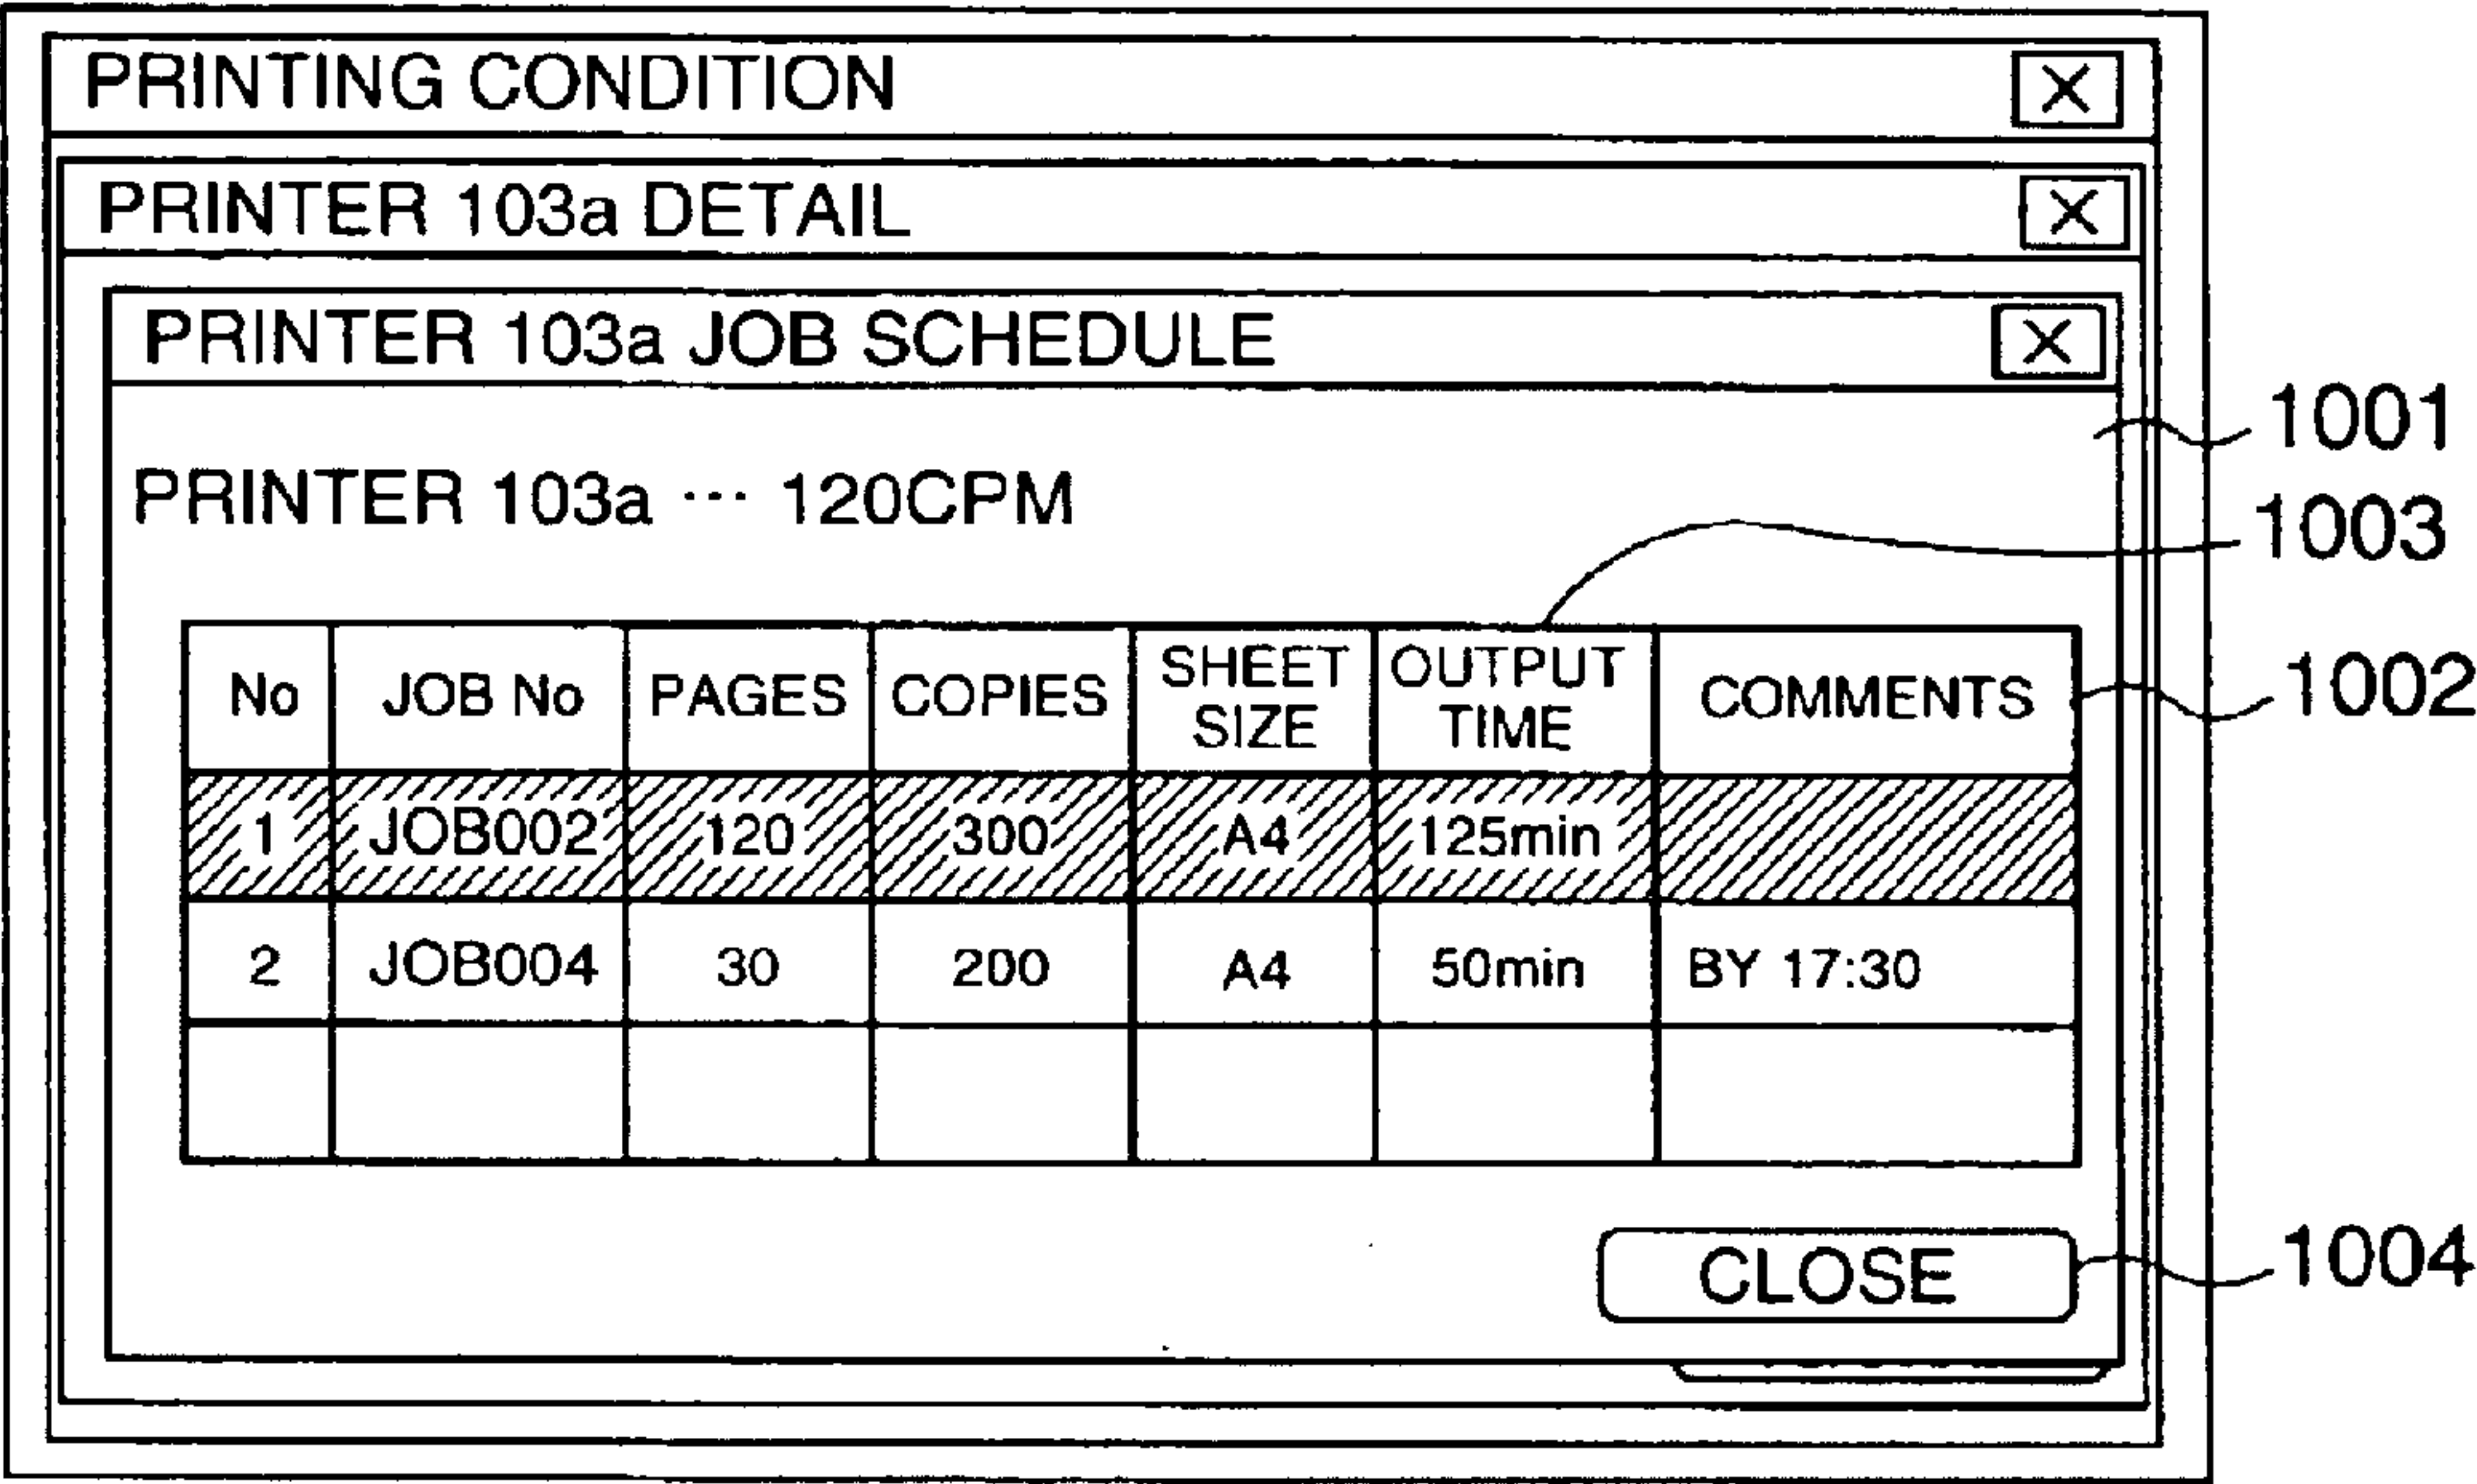 PRINTING CONDITION X
PRINTER 103a DETAIL X
PRINTER 103a JOB SCHEDULE X
1001
PRINTER 103a ··· 120CPM
1003
No JOB No PAGES COPIES SHEET SIZE OUTPUT TIME COMMENTS
1002
1 JOB002 120 300 A4 125min
2 JOB004 30 200 A4 50min BY 17:30
CLOSE
1004